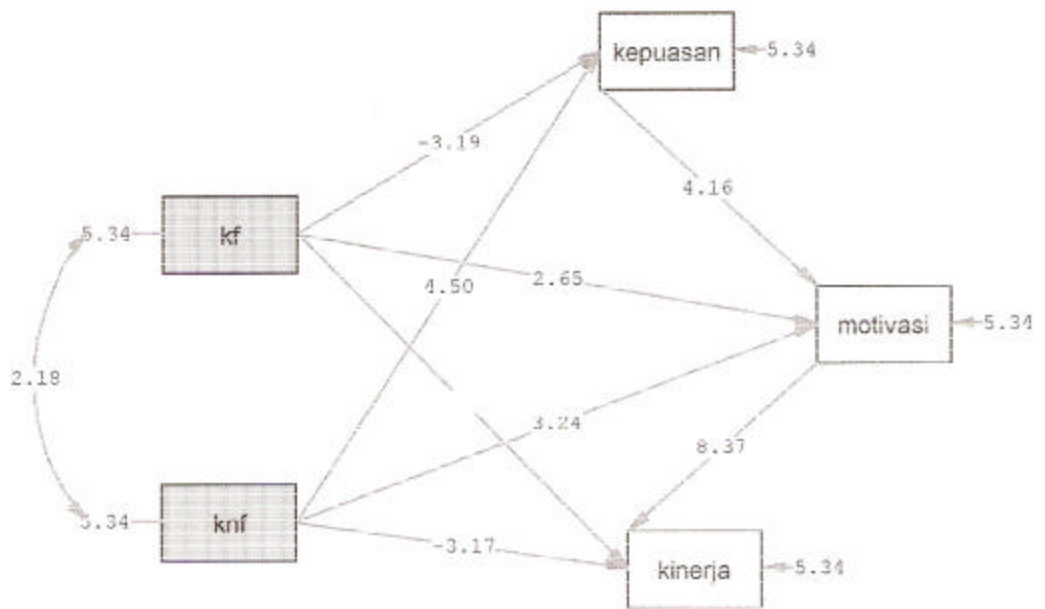 kepuasan
5.34
-3.19
4.16
5.34
kf
4.50
2.65
motivasi
5.34
2.18
3.24
8.37
5.34
knf
-3.17
kinerja
5.34